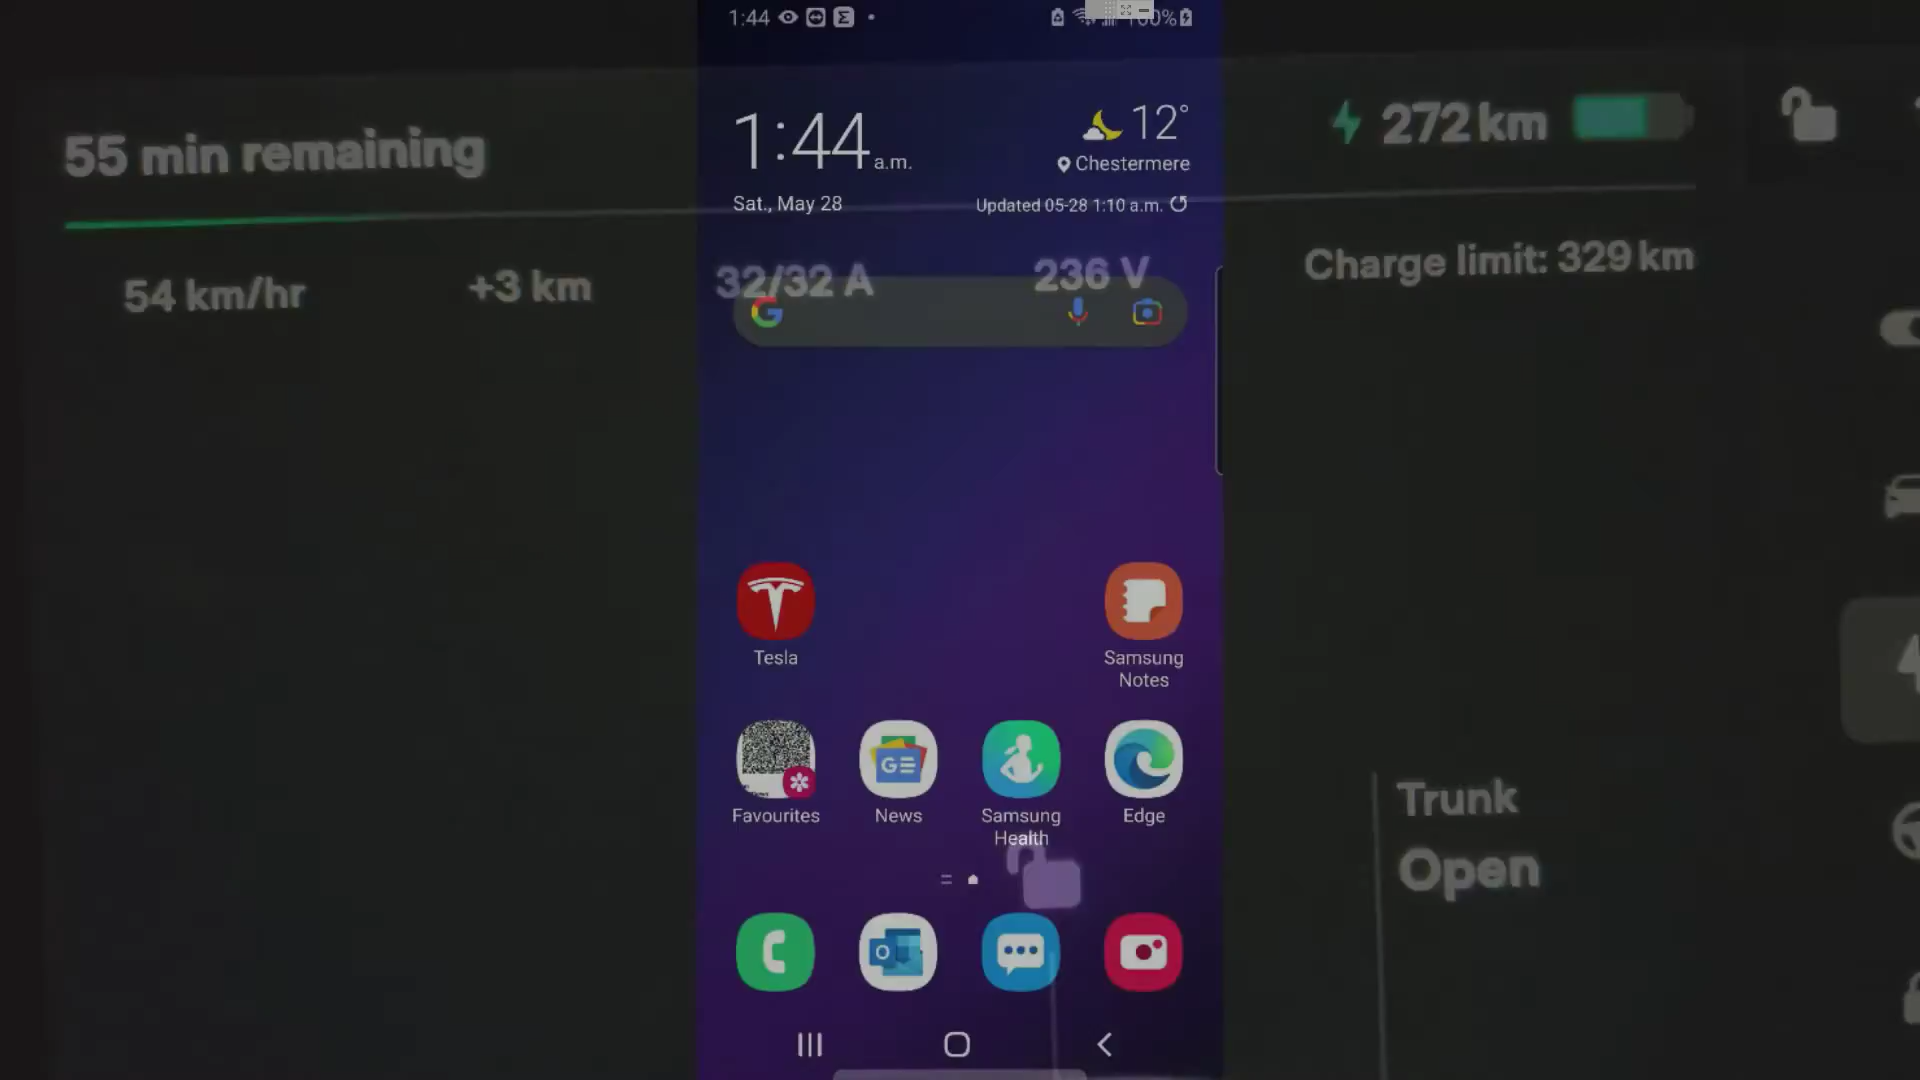 1:44
100%
1:44 a.m.
12°
Chestermere
Sat., May 28
Updated 05-28 1:10 a.m.
55 min remaining
272 km
54 km/hr
+3 km
32/32 A
236 V
Charge limit: 329 km
Tesla
Samsung
Notes
Favourites
News
Samsung
Health
Edge
Trunk
Open